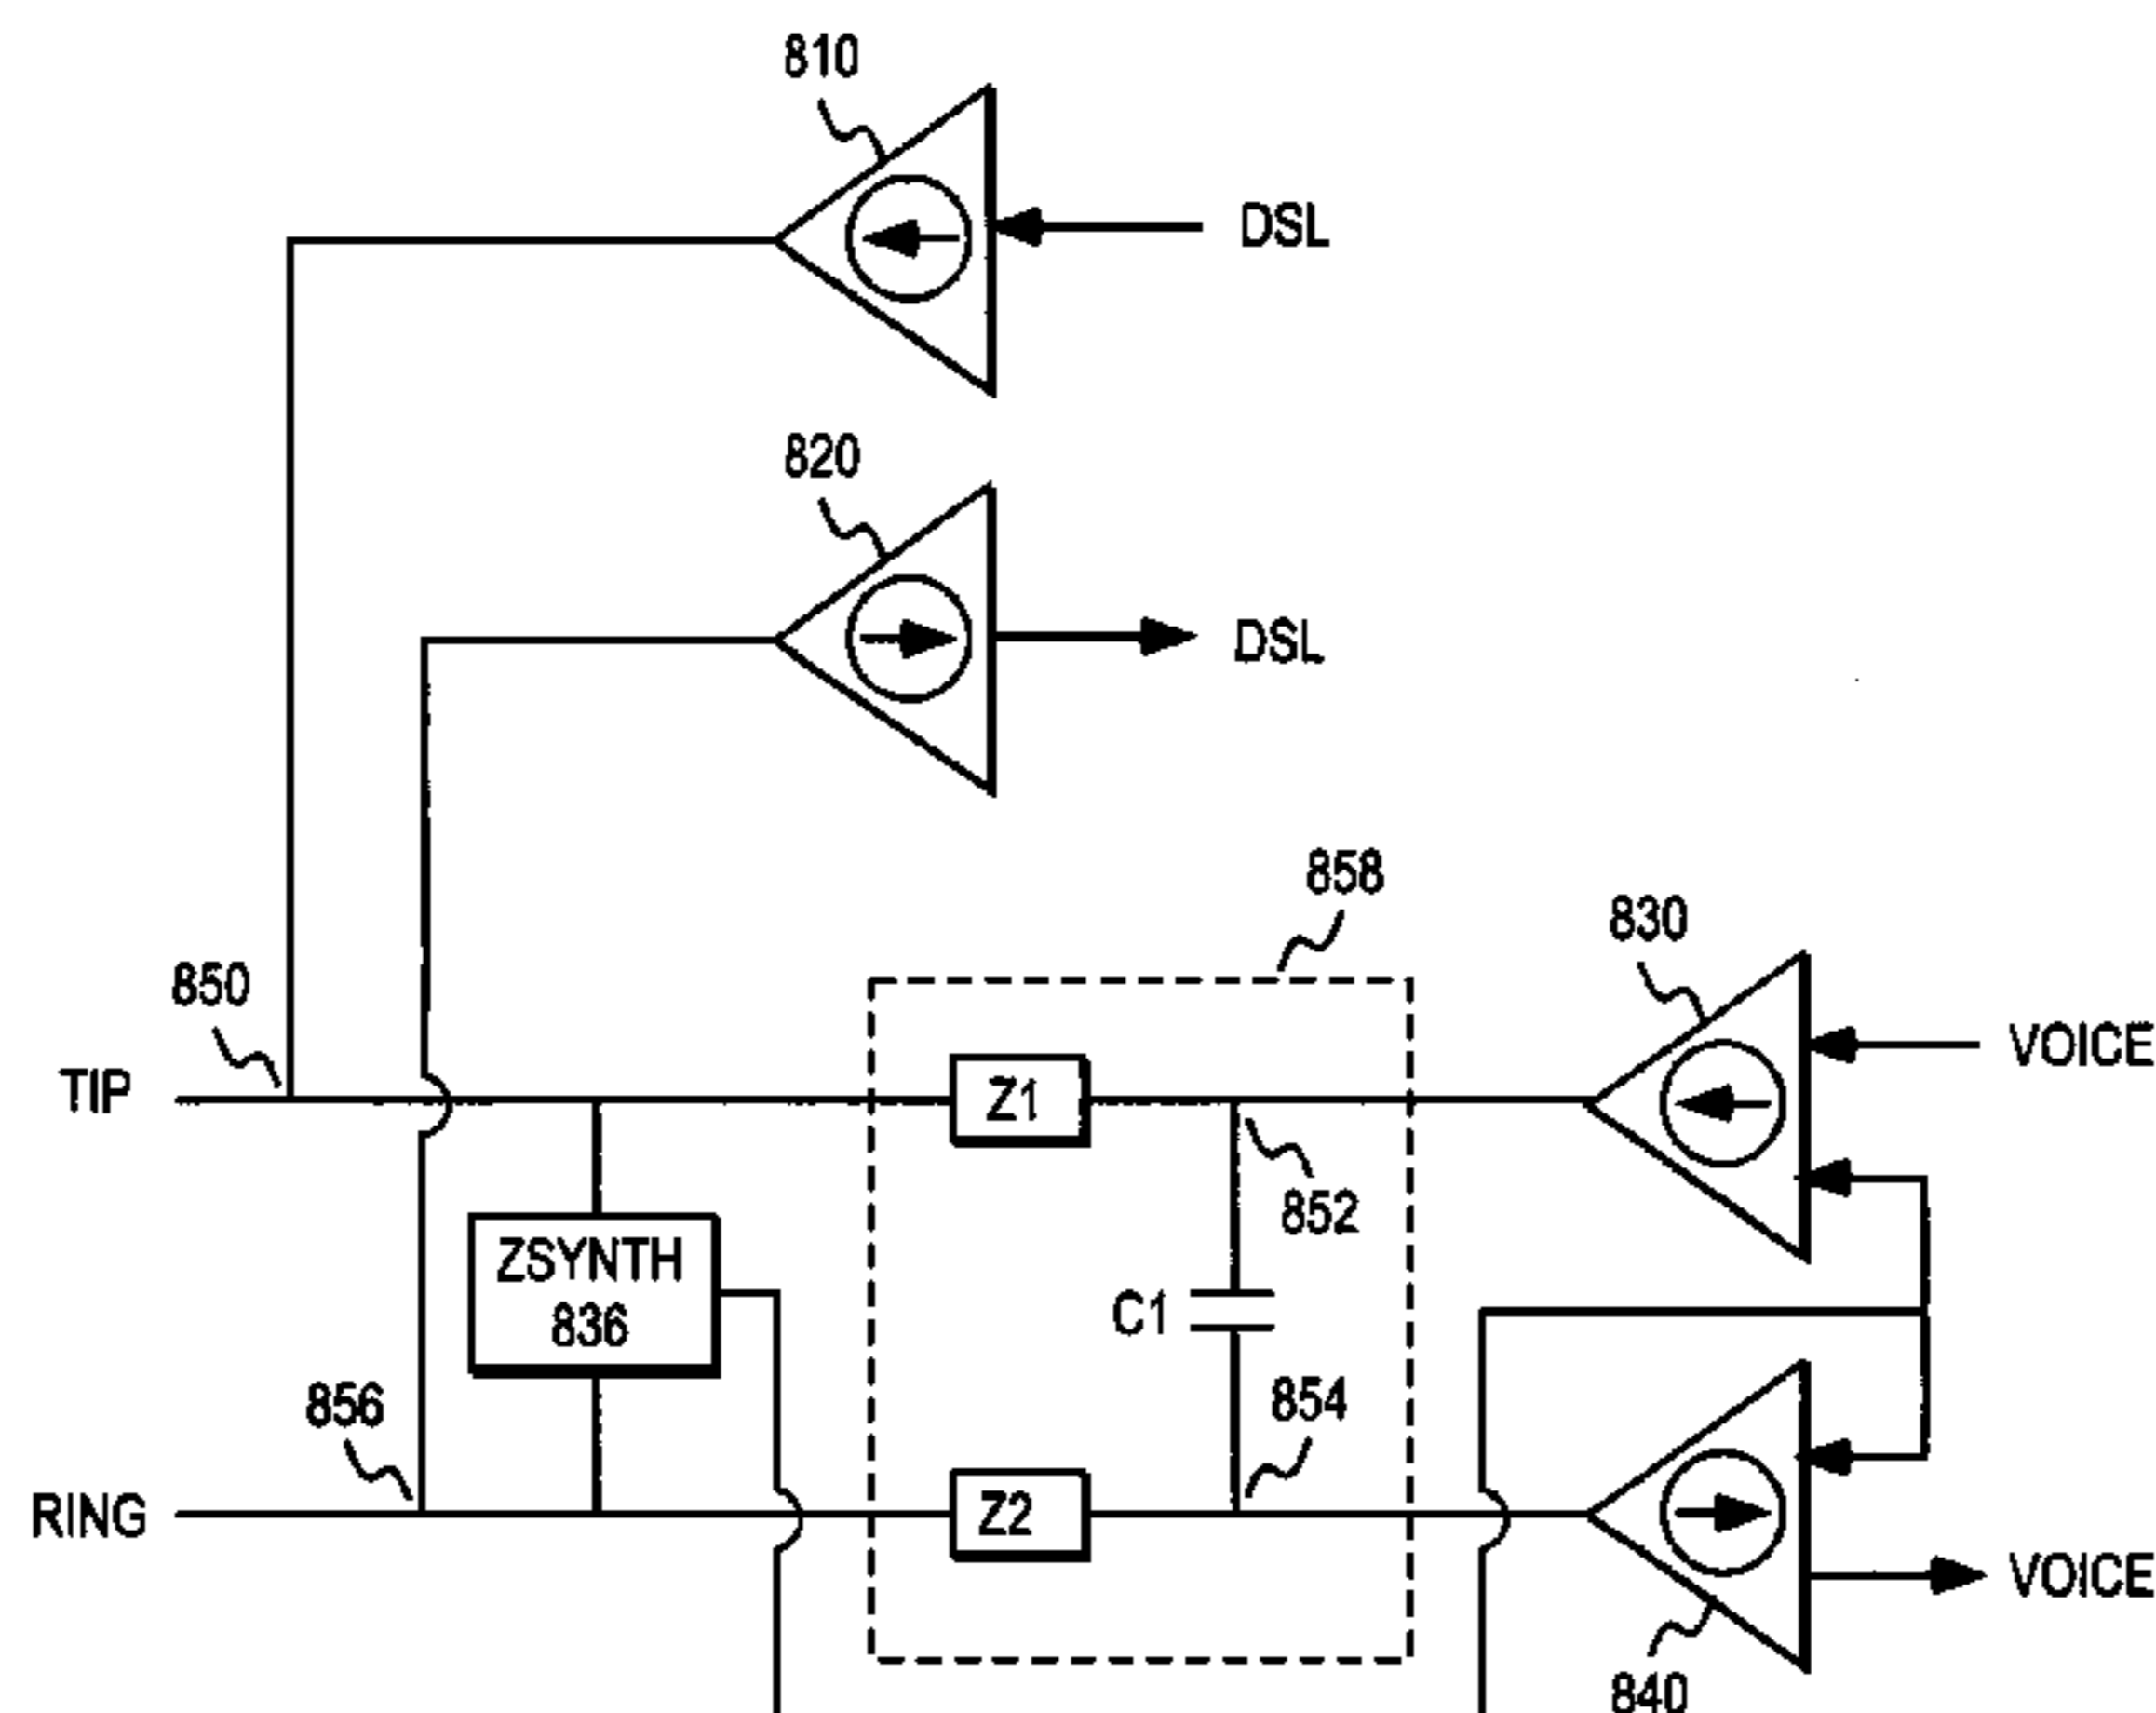 810
DSL
820
DSL
858
830
850
VOICE
TIP
Z1
852
ZSYNTH
836
C1
856
854
RING
Z2
VOICE
840